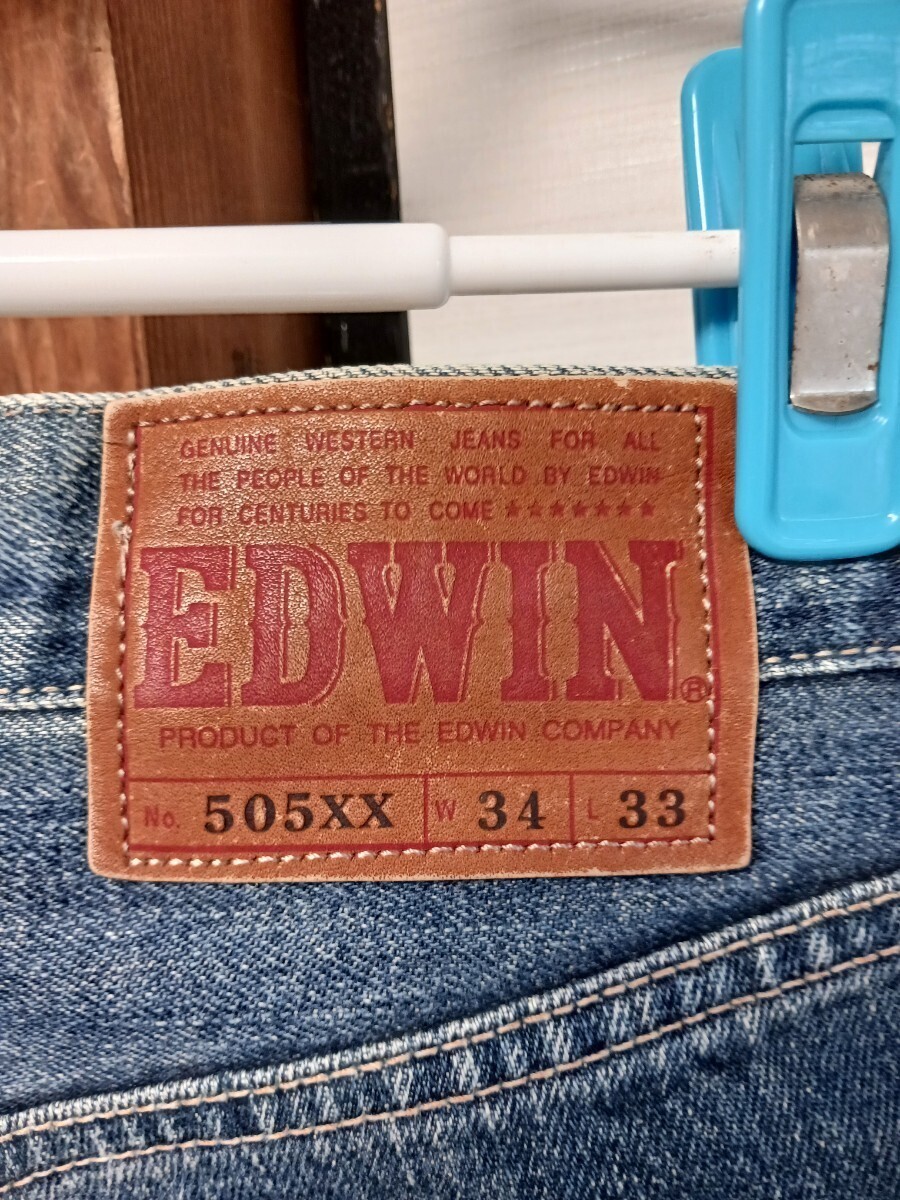 GENUINE WESTERN JEANS FOR ALL
THE PEOPLE OF THE WORLD BY EDWIN
FOR CENTURIES TO COME ★★★★★★★
EDWIN®
PRODUCT OF THE EDWIN COMPANY
No. 505XX W 34 L 33